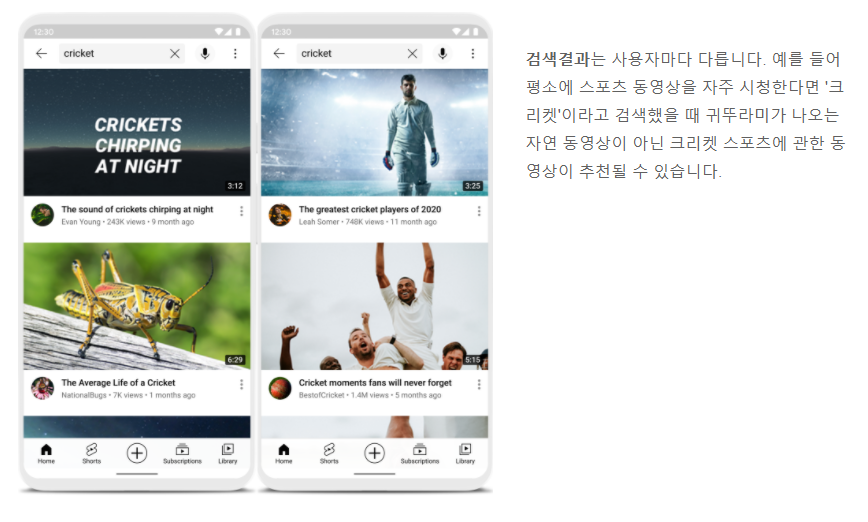 12:30
cricket
CRICKETS
CHIRPING
AT NIGHT
3:12
The sound of crickets chirping at night
Evan Young • 243K views • 9 month ago
6:29
The Average Life of a Cricket
NationalBugs • 7K views • 1 months ago
Home Shorts Subscriptions Library
12:30
cricket
3:25
The greatest cricket players of 2020
Leah Somer • 748K views • 11 month ago
5:15
Cricket moments fans will never forget
BestofCricket • 1.4M views • 5 months ago
Home Shorts Subscriptions Library
검색결과는 사용자마다 다릅니다. 예를 들어
평소에 스포츠 동영상을 자주 시청한다면 '크
리켓'이라고 검색했을 때 귀뚜라미가 나오는
자연 동영상이 아닌 크리켓 스포츠에 관한 동
영상이 추천될 수 있습니다.